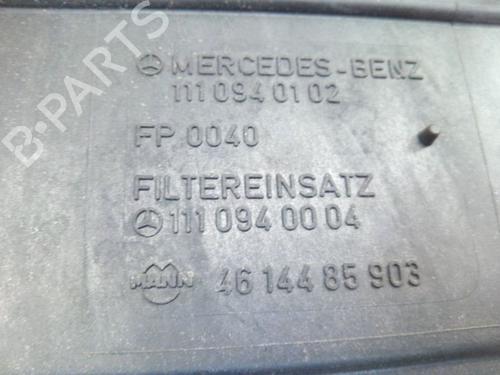 B-PARTS
MERCEDES-BENZ
111 094 01 02
FP 0040
FILTEREINSATZ
111 094 00 04
MANN 46 144 85 903